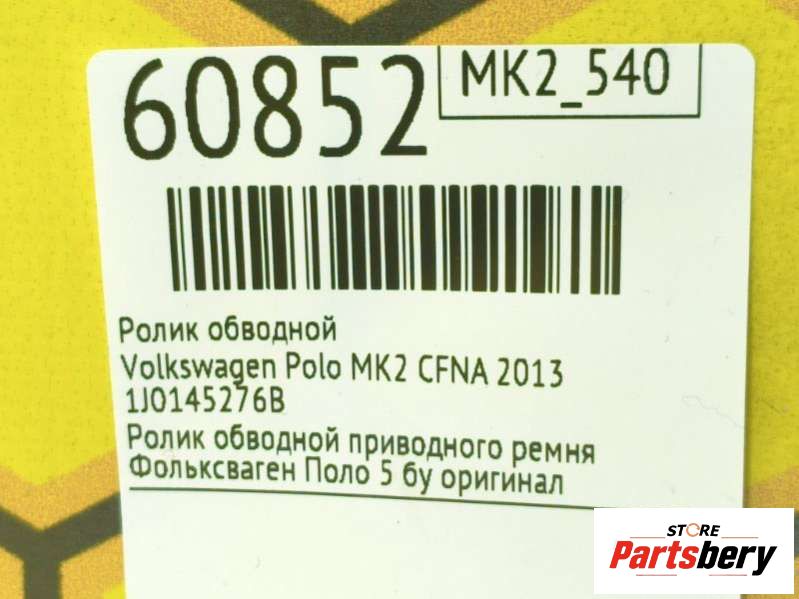 60852
MK2_540
Ролик обводной
Volkswagen Polo MK2 CFNA 2013
1J0145276B
Ролик обводной приводного ремня
Фольксваген Поло 5 бу оригинал
STORE
Partsbery